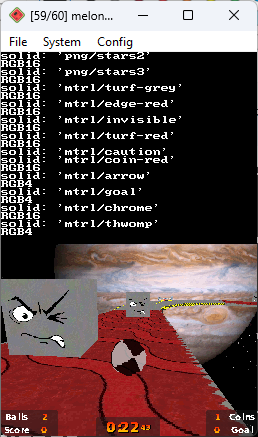 [59/60] melon...
File System Config
solid: 'png/stars2'
RGB16
solid: 'png/stars3'
RGB16
solid: 'mtrl/turf-grey'
RGB16
solid: 'mtrl/edge-red'
RGB16
solid: 'mtrl/invisible'
RGB16
solid: 'mtrl/turf-red'
RGB16
solid: 'mtrl/caution'
solid: 'mtrl/coin-red'
RGB16
solid: 'mtrl/arrow'
RGB4
solid: 'mtrl/goal'
RGB4
solid: 'mtrl/chrome'
RGB16
solid: 'mtrl/thwomp'
RGB4
Balls 2 1 Coins
Score 0 0:22 43 0 Goal